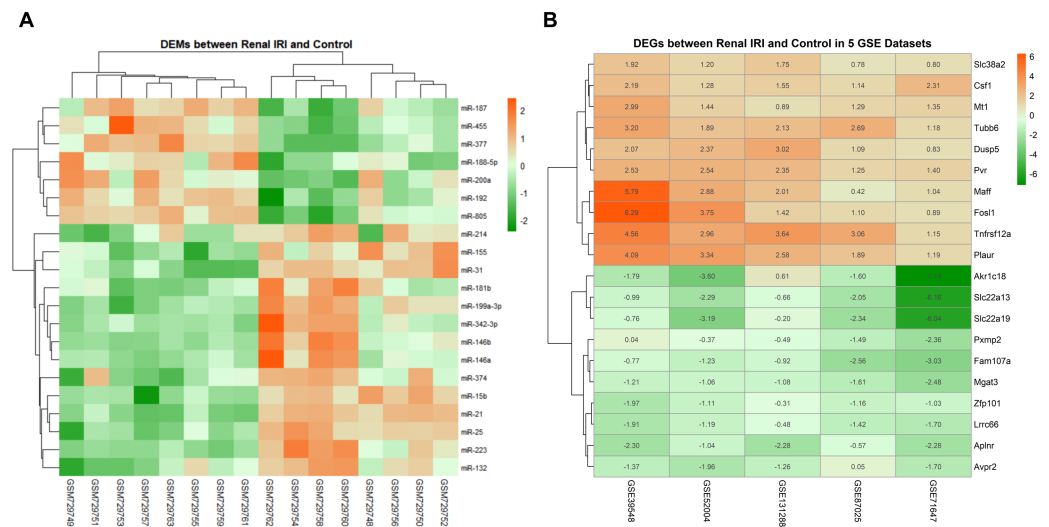 A
DEMs between Renal IRI and Control
miR-187
miR-455
miR-377
miR-188-5p
miR-200a
miR-192
miR-805
miR-214
miR-155
miR-31
miR-181b
miR-199a-3p
miR-342-3p
miR-146b
miR-146a
miR-374
miR-15b
miR-21
miR-25
miR-223
miR-132
2
1
0
-1
-2
GSM729749
GSM729751
GSM729753
GSM729757
GSM729763
GSM729755
GSM729759
GSM729761
GSM729762
GSM729754
GSM729758
GSM729760
GSM729748
GSM729756
GSM729750
GSM729752
B
DEGs between Renal IRI and Control in 5 GSE Datasets
1.92 1.20 1.75 0.78 0.80 Slc38a2
2.19 1.28 1.55 1.14 2.31 Csf1
2.99 1.44 0.89 1.29 1.35 Mt1
3.20 1.89 2.13 2.69 1.18 Tubb6
2.07 2.37 3.02 1.09 0.83 Dusp5
2.53 2.54 2.35 1.25 1.40 Pvr
5.79 2.88 2.01 0.42 1.04 Maff
6.29 3.75 1.42 1.10 0.89 Fosl1
4.56 2.96 3.64 3.06 1.15 Tnfrsf12a
4.09 3.34 2.58 1.89 1.19 Plaur
-1.79 -3.60 0.61 -1.60 Akr1c18
-0.99 -2.29 -0.66 -2.05 Slc22a13
-0.76 -3.19 -0.20 -2.34 Slc22a19
0.04 -0.37 -0.49 -1.49 -2.36 Pxmp2
-0.77 -1.23 -0.92 -2.56 -3.03 Fam107a
-1.21 -1.06 -1.08 -1.61 -2.48 Mgat3
-1.97 -1.11 -0.31 -1.16 -1.03 Zfp101
-1.91 -1.19 -0.48 -1.42 -1.70 Lrrc66
-2.30 -1.04 -2.28 -0.57 -2.28 Aplnr
-1.37 -1.96 -1.26 0.05 -1.70 Avpr2
6
4
2
0
-2
-4
-6
GSE39548
GSE52004
GSE131288
GSE87025
GSE71647